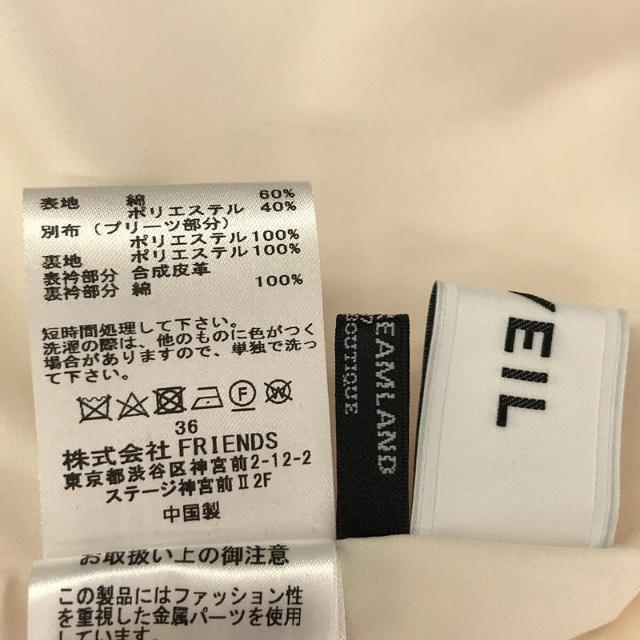 表地 綿 60%
ポリエステル 40%
別布(プリーツ部分)
ポリエステル100%
裏地 ポリエステル100%
表衿部分 合成皮革
裏衿部分 綿 100%
短時間処理して下さい。
洗濯の際は、他のものに色がつく
場合がありますので、単独で洗っ
て下さい。
36
株式会社 FRIENDS
東京都渋谷区神宮前2-12-2
ステージ神宮前Ⅱ2F
中国製
お取扱い上の御注意
この製品にはファッション性
を重視した金属パーツを使用
しています。
REAMLAND
BOUTIQUE
VEIL